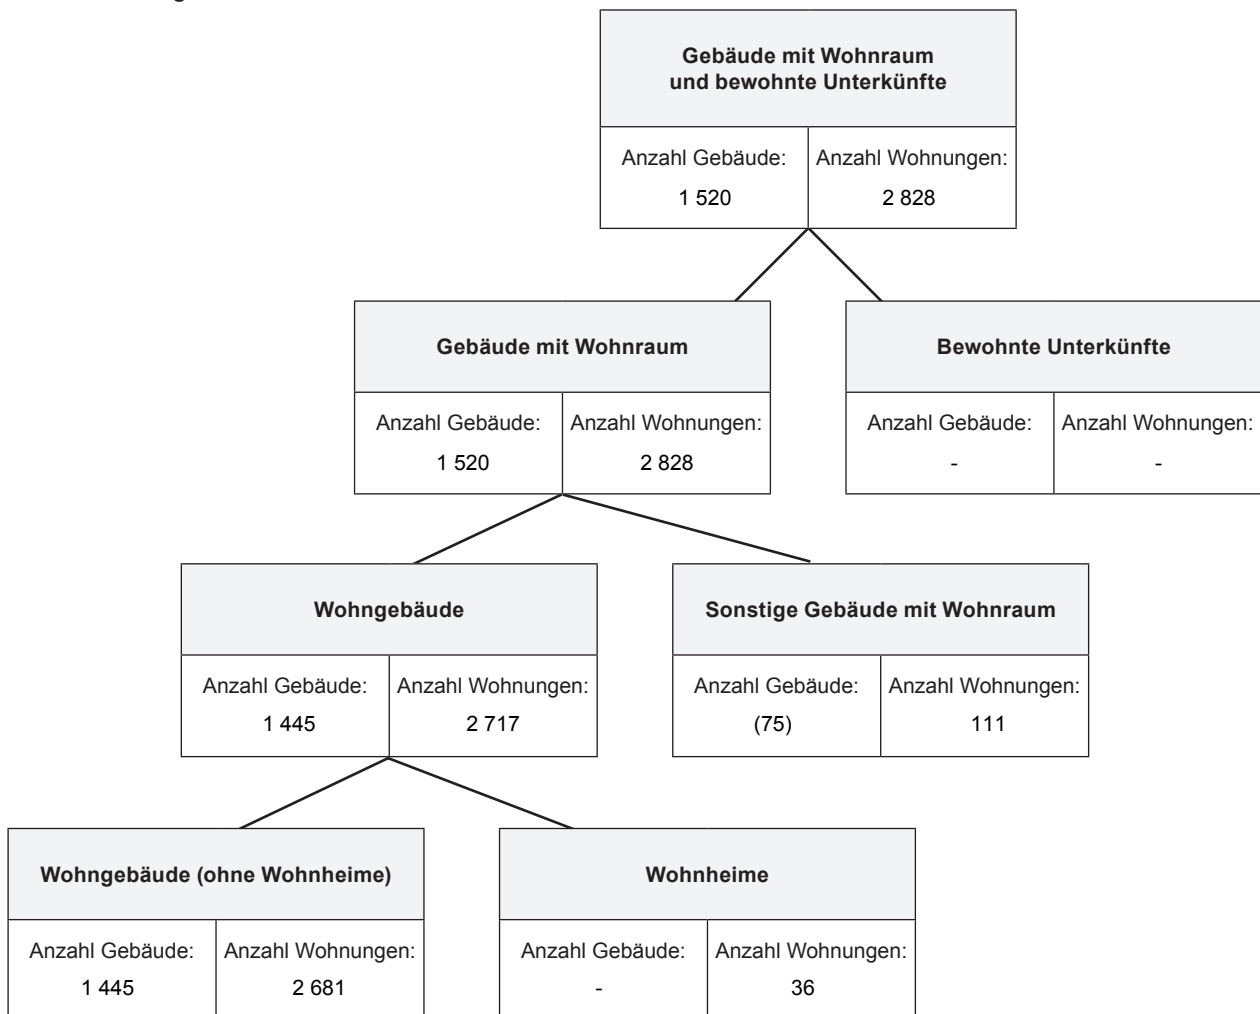 Gebäude mit Wohnraum
und bewohnte Unterkünfte
Anzahl Gebäude: Anzahl Wohnungen:
1 520 2 828
Gebäude mit Wohnraum Bewohnte Unterkünfte
Anzahl Gebäude: Anzahl Wohnungen: Anzahl Gebäude: Anzahl Wohnungen:
1 520 2 828 - -
Wohngebäude Sonstige Gebäude mit Wohnraum
Anzahl Gebäude: Anzahl Wohnungen: Anzahl Gebäude: Anzahl Wohnungen:
1 445 2 717 (75) 111
Wohngebäude (ohne Wohnheime) Wohnheime
Anzahl Gebäude: Anzahl Wohnungen: Anzahl Gebäude: Anzahl Wohnungen:
1 445 2 681 - 36